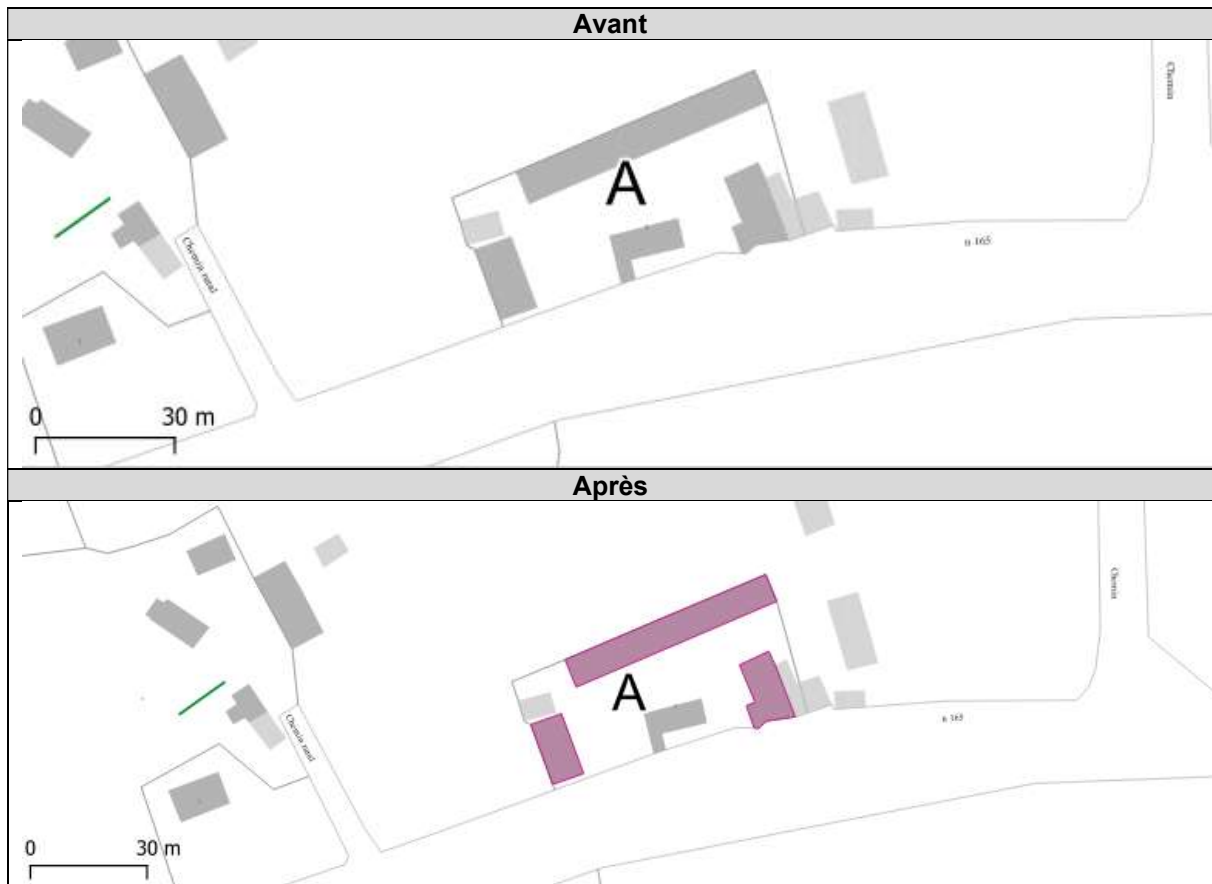 Avant
Chemin
A
Chemin rural
n 165
0 30 m
Après
Chemin
A
Chemin rural
n 165
0 30 m